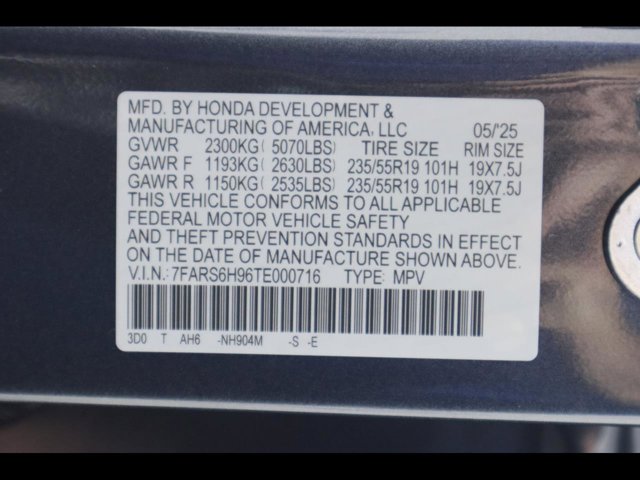 MFD. BY HONDA DEVELOPMENT &
MANUFACTURING OF AMERICA, LLC 05/'25
GVWR 2300KG( 5070LBS) TIRE SIZE RIM SIZE
GAWR F 1193KG( 2630LBS) 235/55R19 101H 19X7.5J
GAWR R 1150KG( 2535LBS) 235/55R19 101H 19X7.5J
THIS VEHICLE CONFORMS TO ALL APPLICABLE
FEDERAL MOTOR VEHICLE SAFETY
AND THEFT PREVENTION STANDARDS IN EFFECT
ON THE DATE OF MANUFACTURE SHOWN ABOVE.
V.I.N.: 7FARS6H96TE000716 TYPE: MPV
3D0 T AH6 -NH904M -S -E